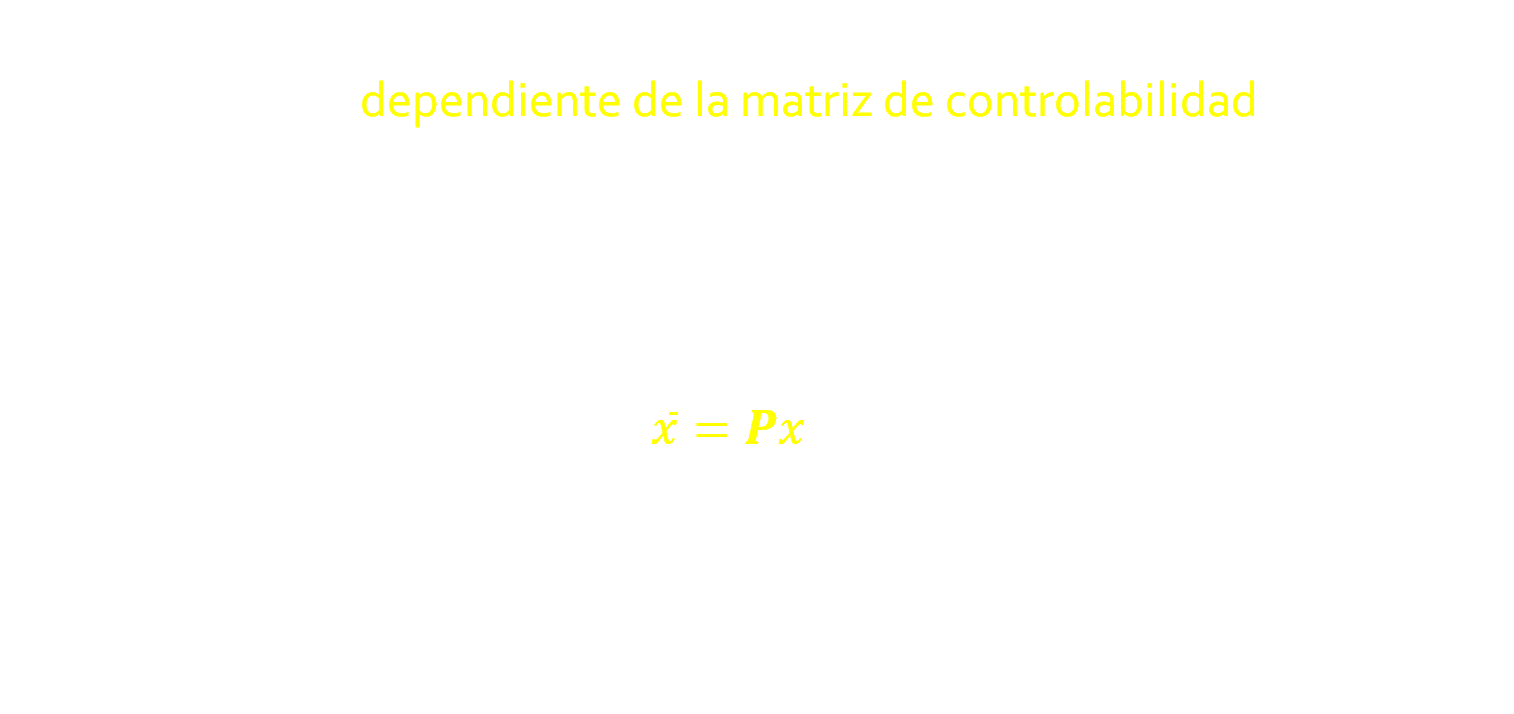 dependiente de la matriz de controlabilidad
x̄ = Px